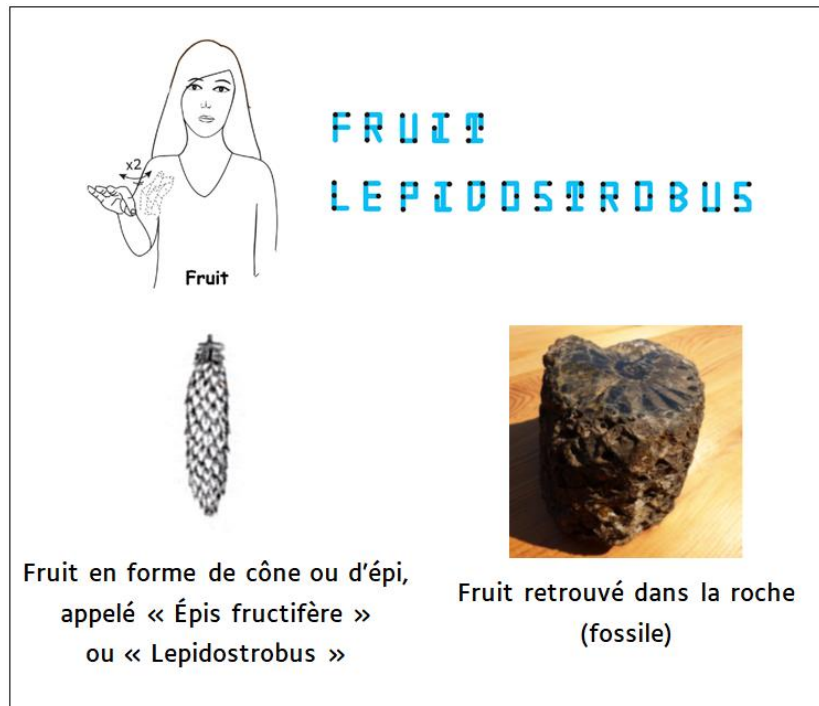 x2
Fruit
FRUIT
LEPIDOSTROBUS
Fruit en forme de cône ou d'épi,
appelé « Épis fructifère »
ou « Lepidostrobus »
Fruit retrouvé dans la roche
(fossile)